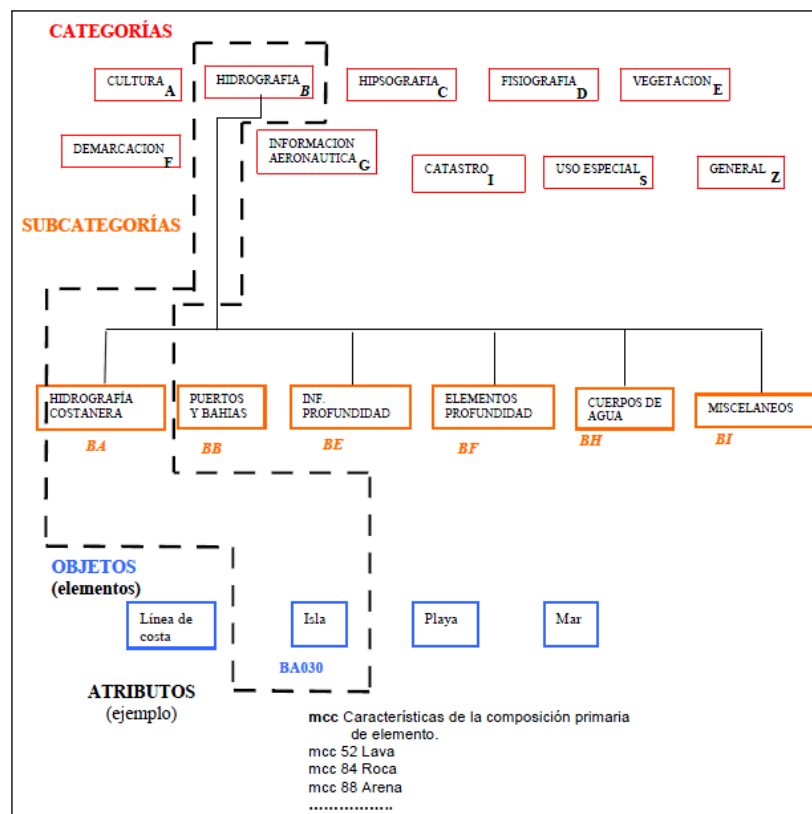 CATEGORÍAS
CULTURA A
HIDROGRAFIA B
HIPSOGRAFIA C
FISIOGRAFIA D
VEGETACION E
DEMARCACION F
INFORMACION
AERONAUTICA G
CATASTRO I
USO ESPECIAL S
GENERAL Z
SUBCATEGORÍAS
HIDROGRAFÍA
COSTANERA
BA
PUERTOS
Y BAHIAS
BB
INF.
PROFUNDIDAD
BE
ELEMENTOS
PROFUNDIDAD
BF
CUERPOS DE
AGUA
BH
MISCELANEOS
BI
OBJETOS
(elementos)
Línea de
costa
Isla
BA030
Playa
Mar
ATRIBUTOS
(ejemplo)
mcc Características de la composición primaria
de elemento.
mcc 52 Lava
mcc 84 Roca
mcc 88 Arena
.................